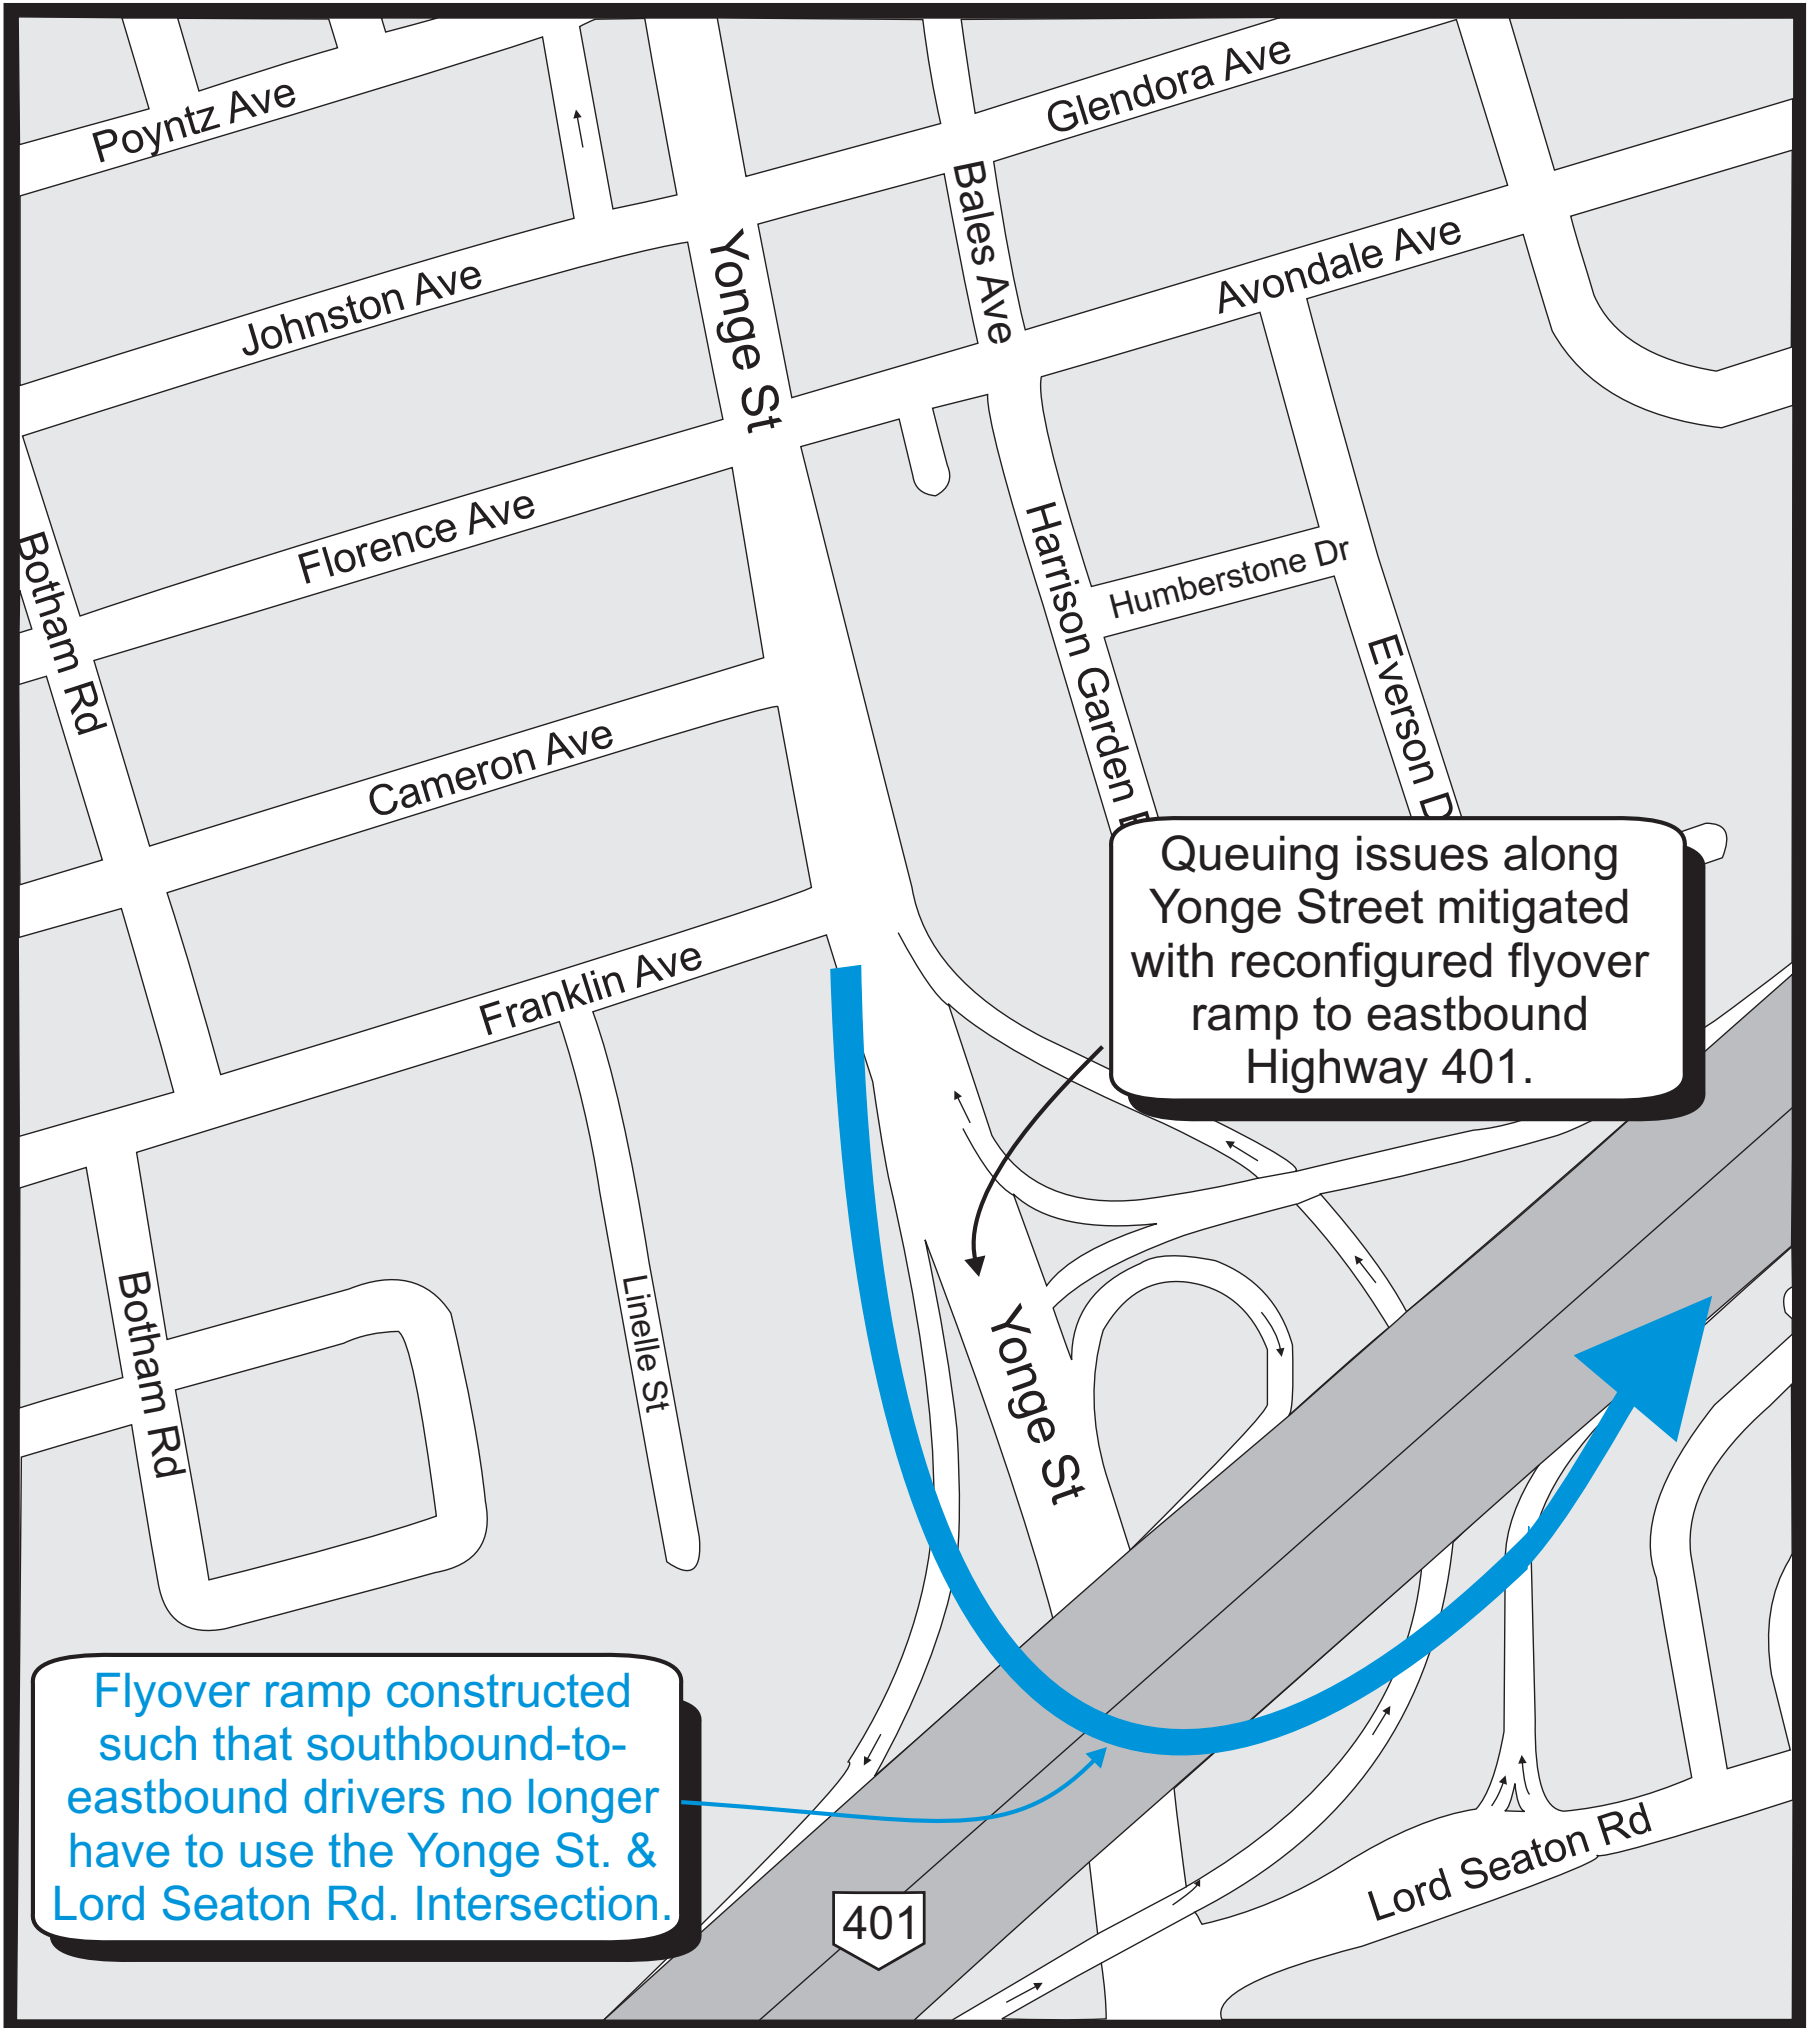 Poyntz Ave
Glendora Ave
Bales Ave
Yonge St
Johnston Ave
Avondale Ave
Florence Ave
Botham Rd
Harrison Garden
Humberstone Dr
Everson D
Cameron Ave
Queuing issues along
Yonge Street mitigated
with reconfigured flyover
ramp to eastbound
Highway 401.
Franklin Ave
Botham Rd
Linelle St
Yonge St
Flyover ramp constructed
such that southbound-to-
eastbound drivers no longer
have to use the Yonge St. &
Lord Seaton Rd. Intersection.
401
Lord Seaton Rd